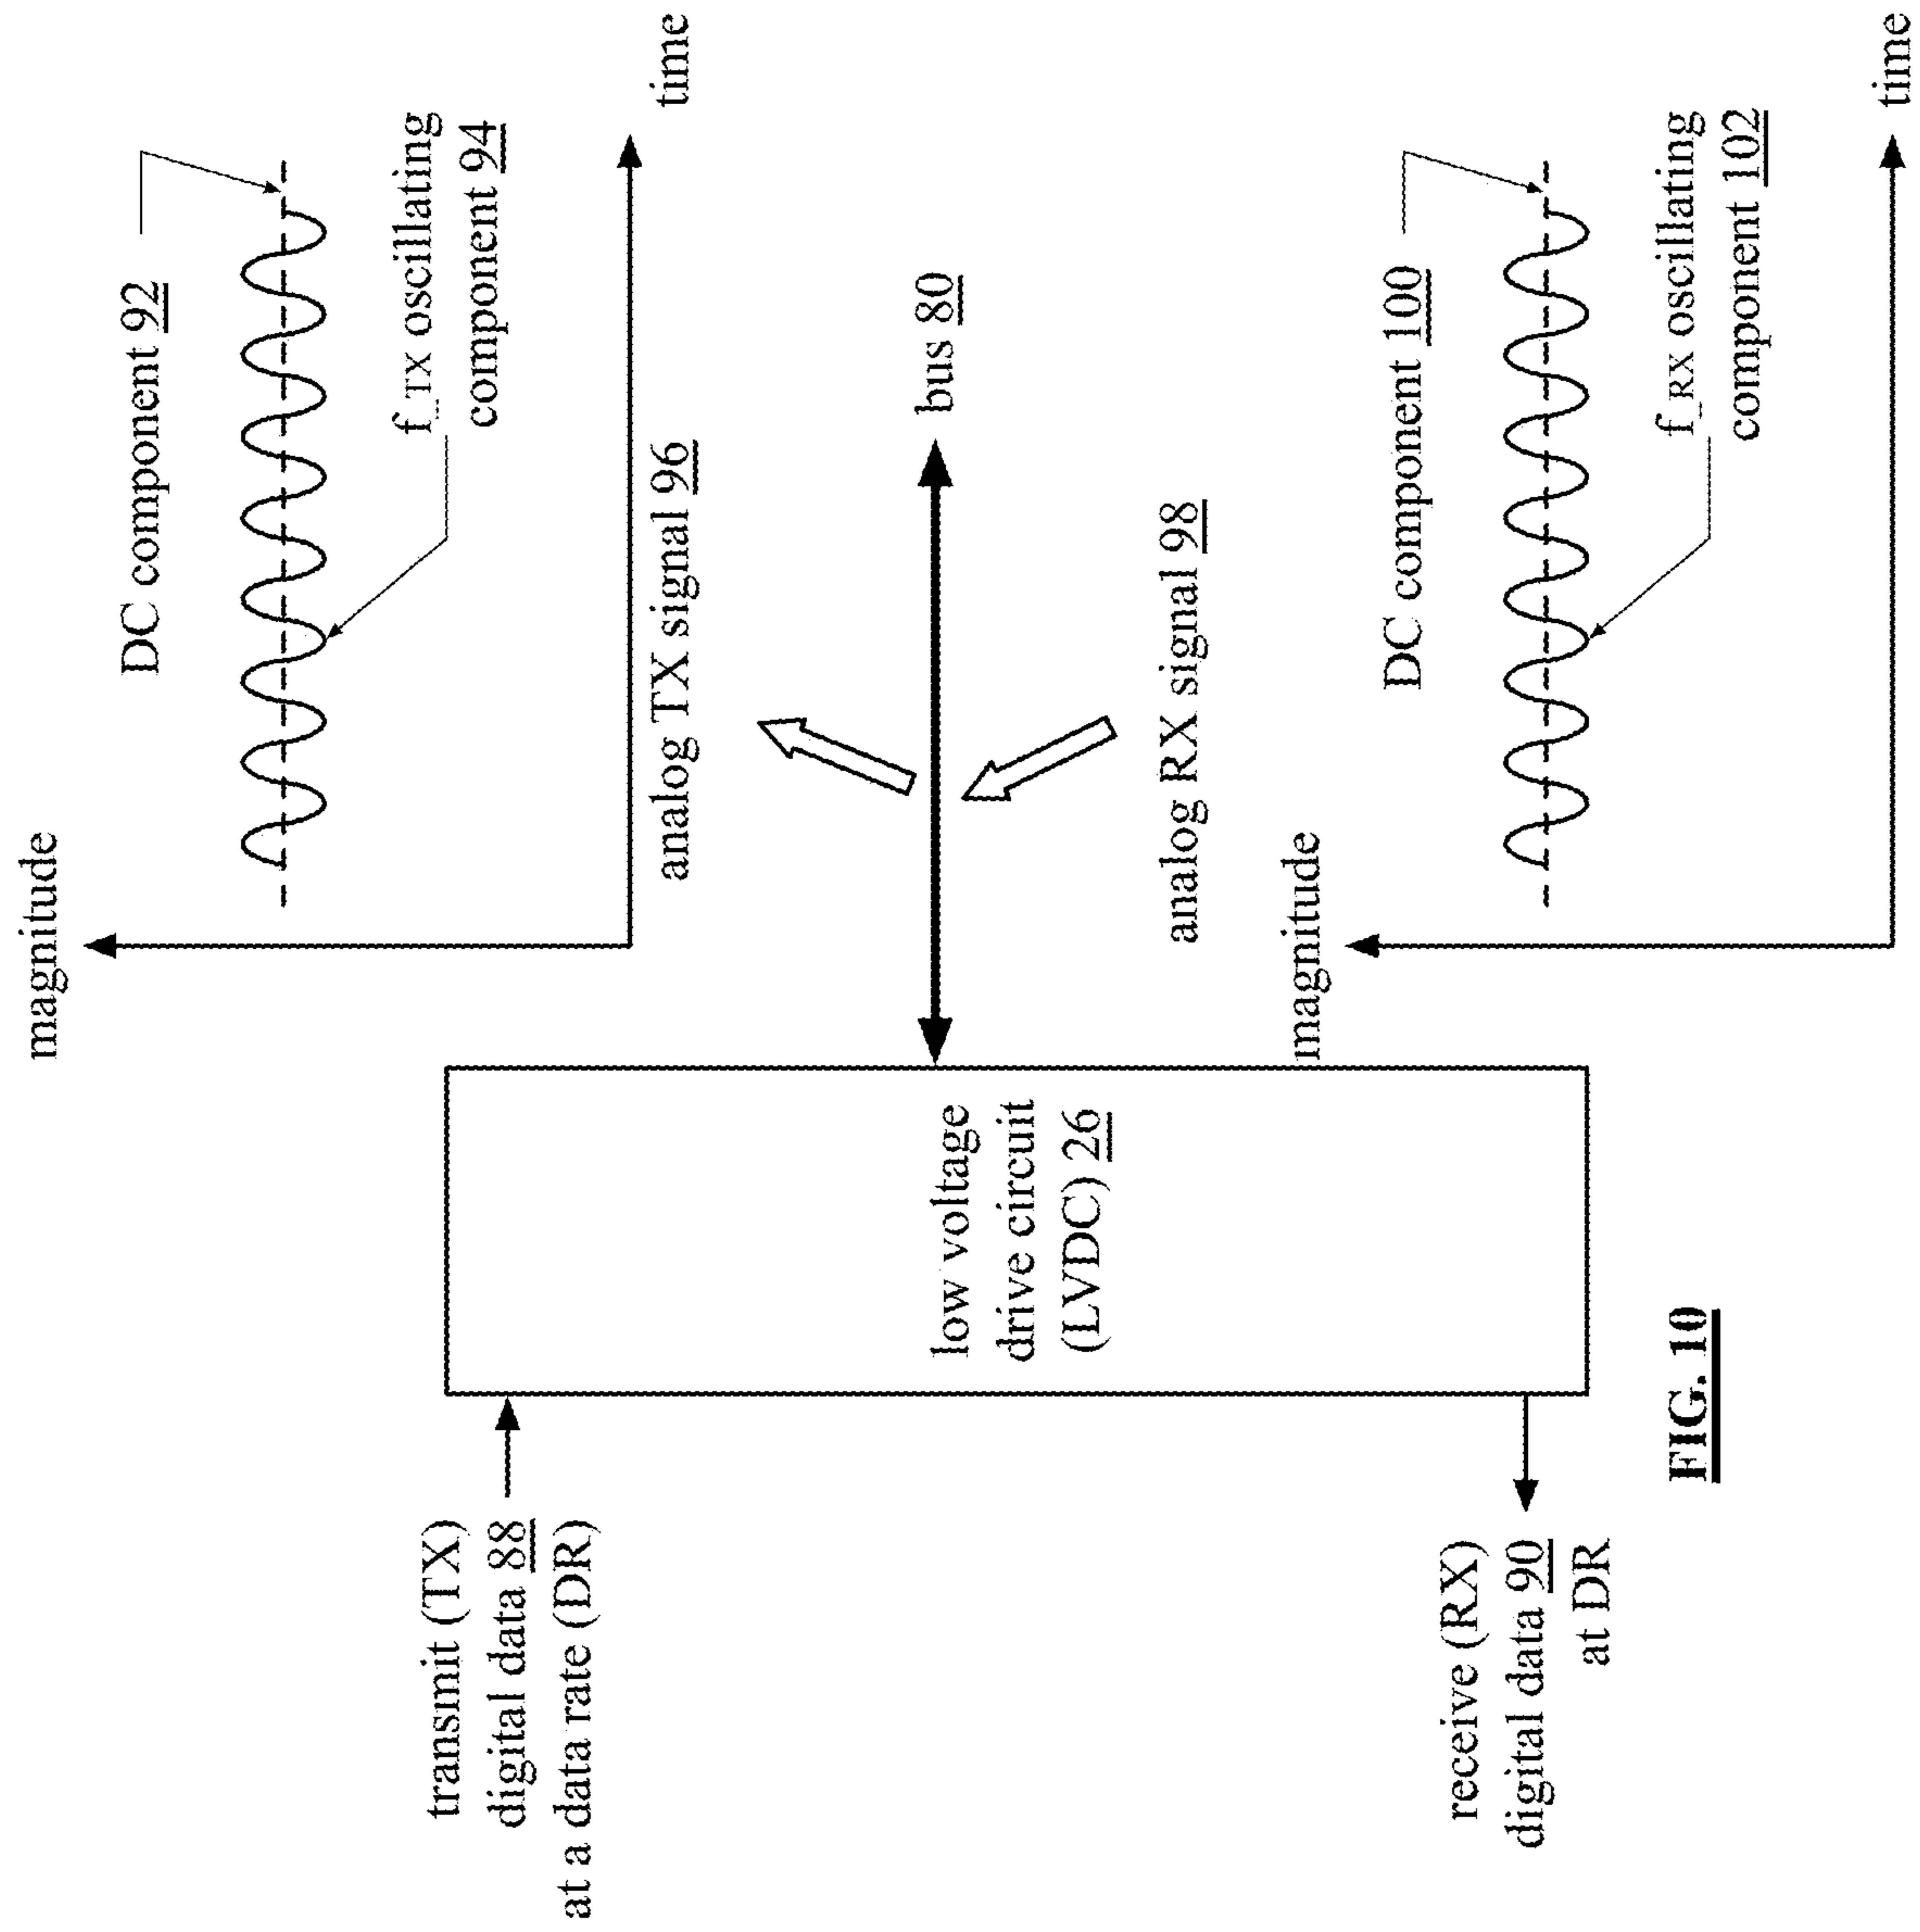 magnitude
DC component 92
f_TX oscillating
component 94
time
analog TX signal 96
transmit (TX)
digital data 88
at a data rate (DR)
low voltage
drive circuit
(LVDC) 26
bus 80
analog RX signal 98
magnitude
DC component 100
f_RX oscillating
component 102
time
receive (RX)
digital data 90
at DR
FIG. 10